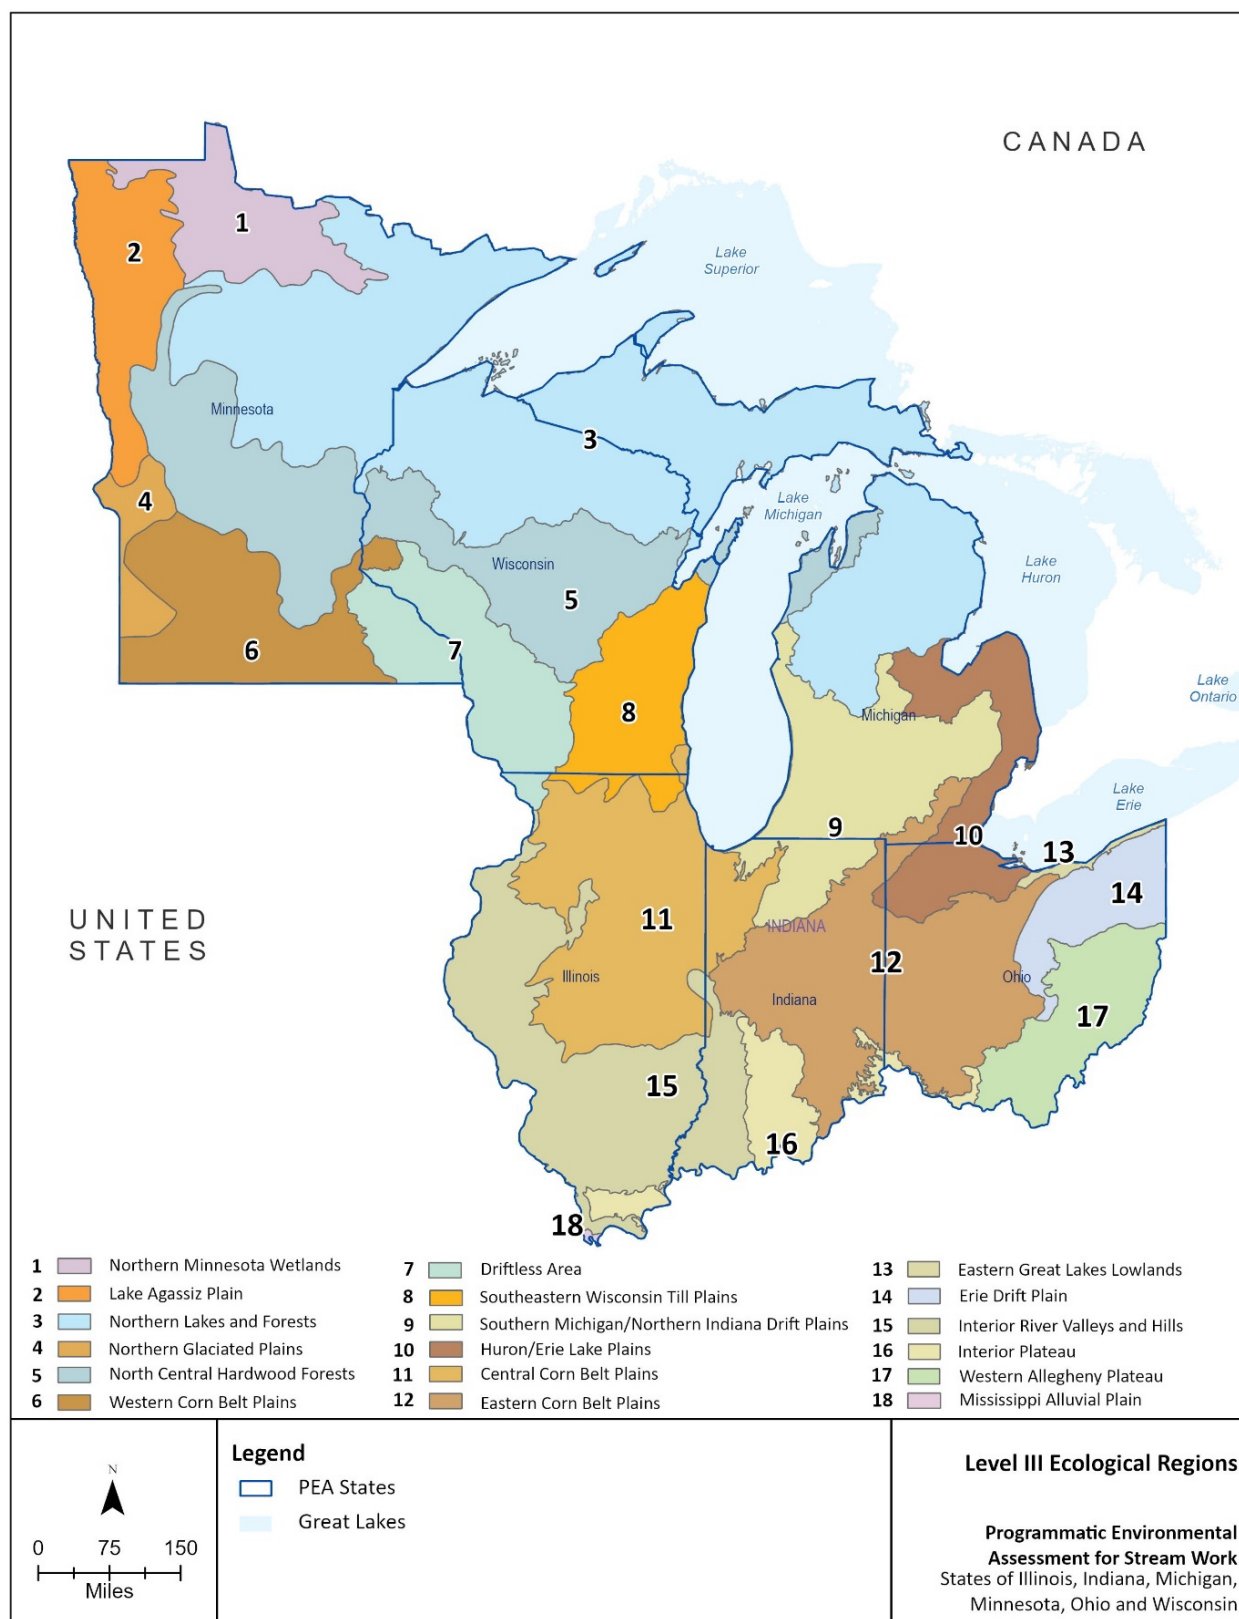 CANADA
1
2
Lake
Superior
Minnesota
3
4
Lake
Michigan
Wisconsin
Lake
Huron
5
6
7
Lake
Ontario
8
Michigan
Lake
Erie
9
10
13
14
UNITED
STATES
11
INDIANA
12
Illinois
Ohio
Indiana
17
15
16
18
1 Northern Minnesota Wetlands
2 Lake Agassiz Plain
3 Northern Lakes and Forests
4 Northern Glaciated Plains
5 North Central Hardwood Forests
6 Western Corn Belt Plains
7 Driftless Area
8 Southeastern Wisconsin Till Plains
9 Southern Michigan/Northern Indiana Drift Plains
10 Huron/Erie Lake Plains
11 Central Corn Belt Plains
12 Eastern Corn Belt Plains
13 Eastern Great Lakes Lowlands
14 Erie Drift Plain
15 Interior River Valleys and Hills
16 Interior Plateau
17 Western Allegheny Plateau
18 Mississippi Alluvial Plain
N
0 75 150
Miles
Legend
PEA States
Great Lakes
Level III Ecological Regions
Programmatic Environmental
Assessment for Stream Work
States of Illinois, Indiana, Michigan,
Minnesota, Ohio and Wisconsin